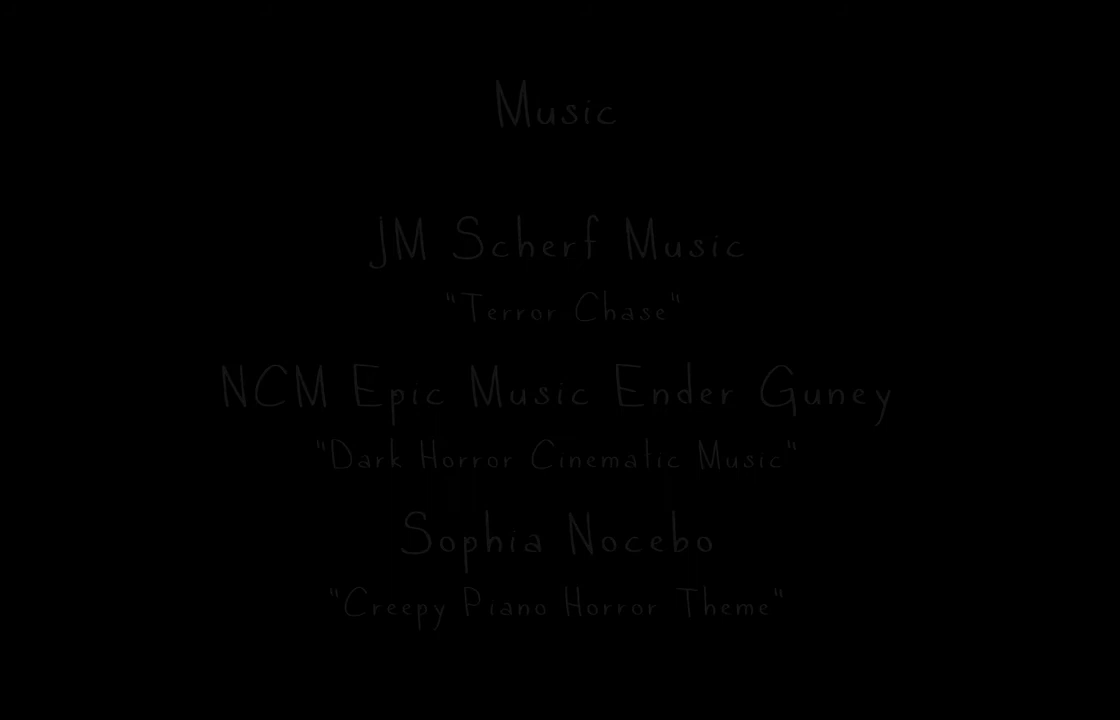 Music
JM Scherf Music
"Terror Chase"
NCM Epic Music Ender Guney
"Dark Horror Cinematic Music"
Sophia Nocebo
"Creepy Piano Horror Theme"